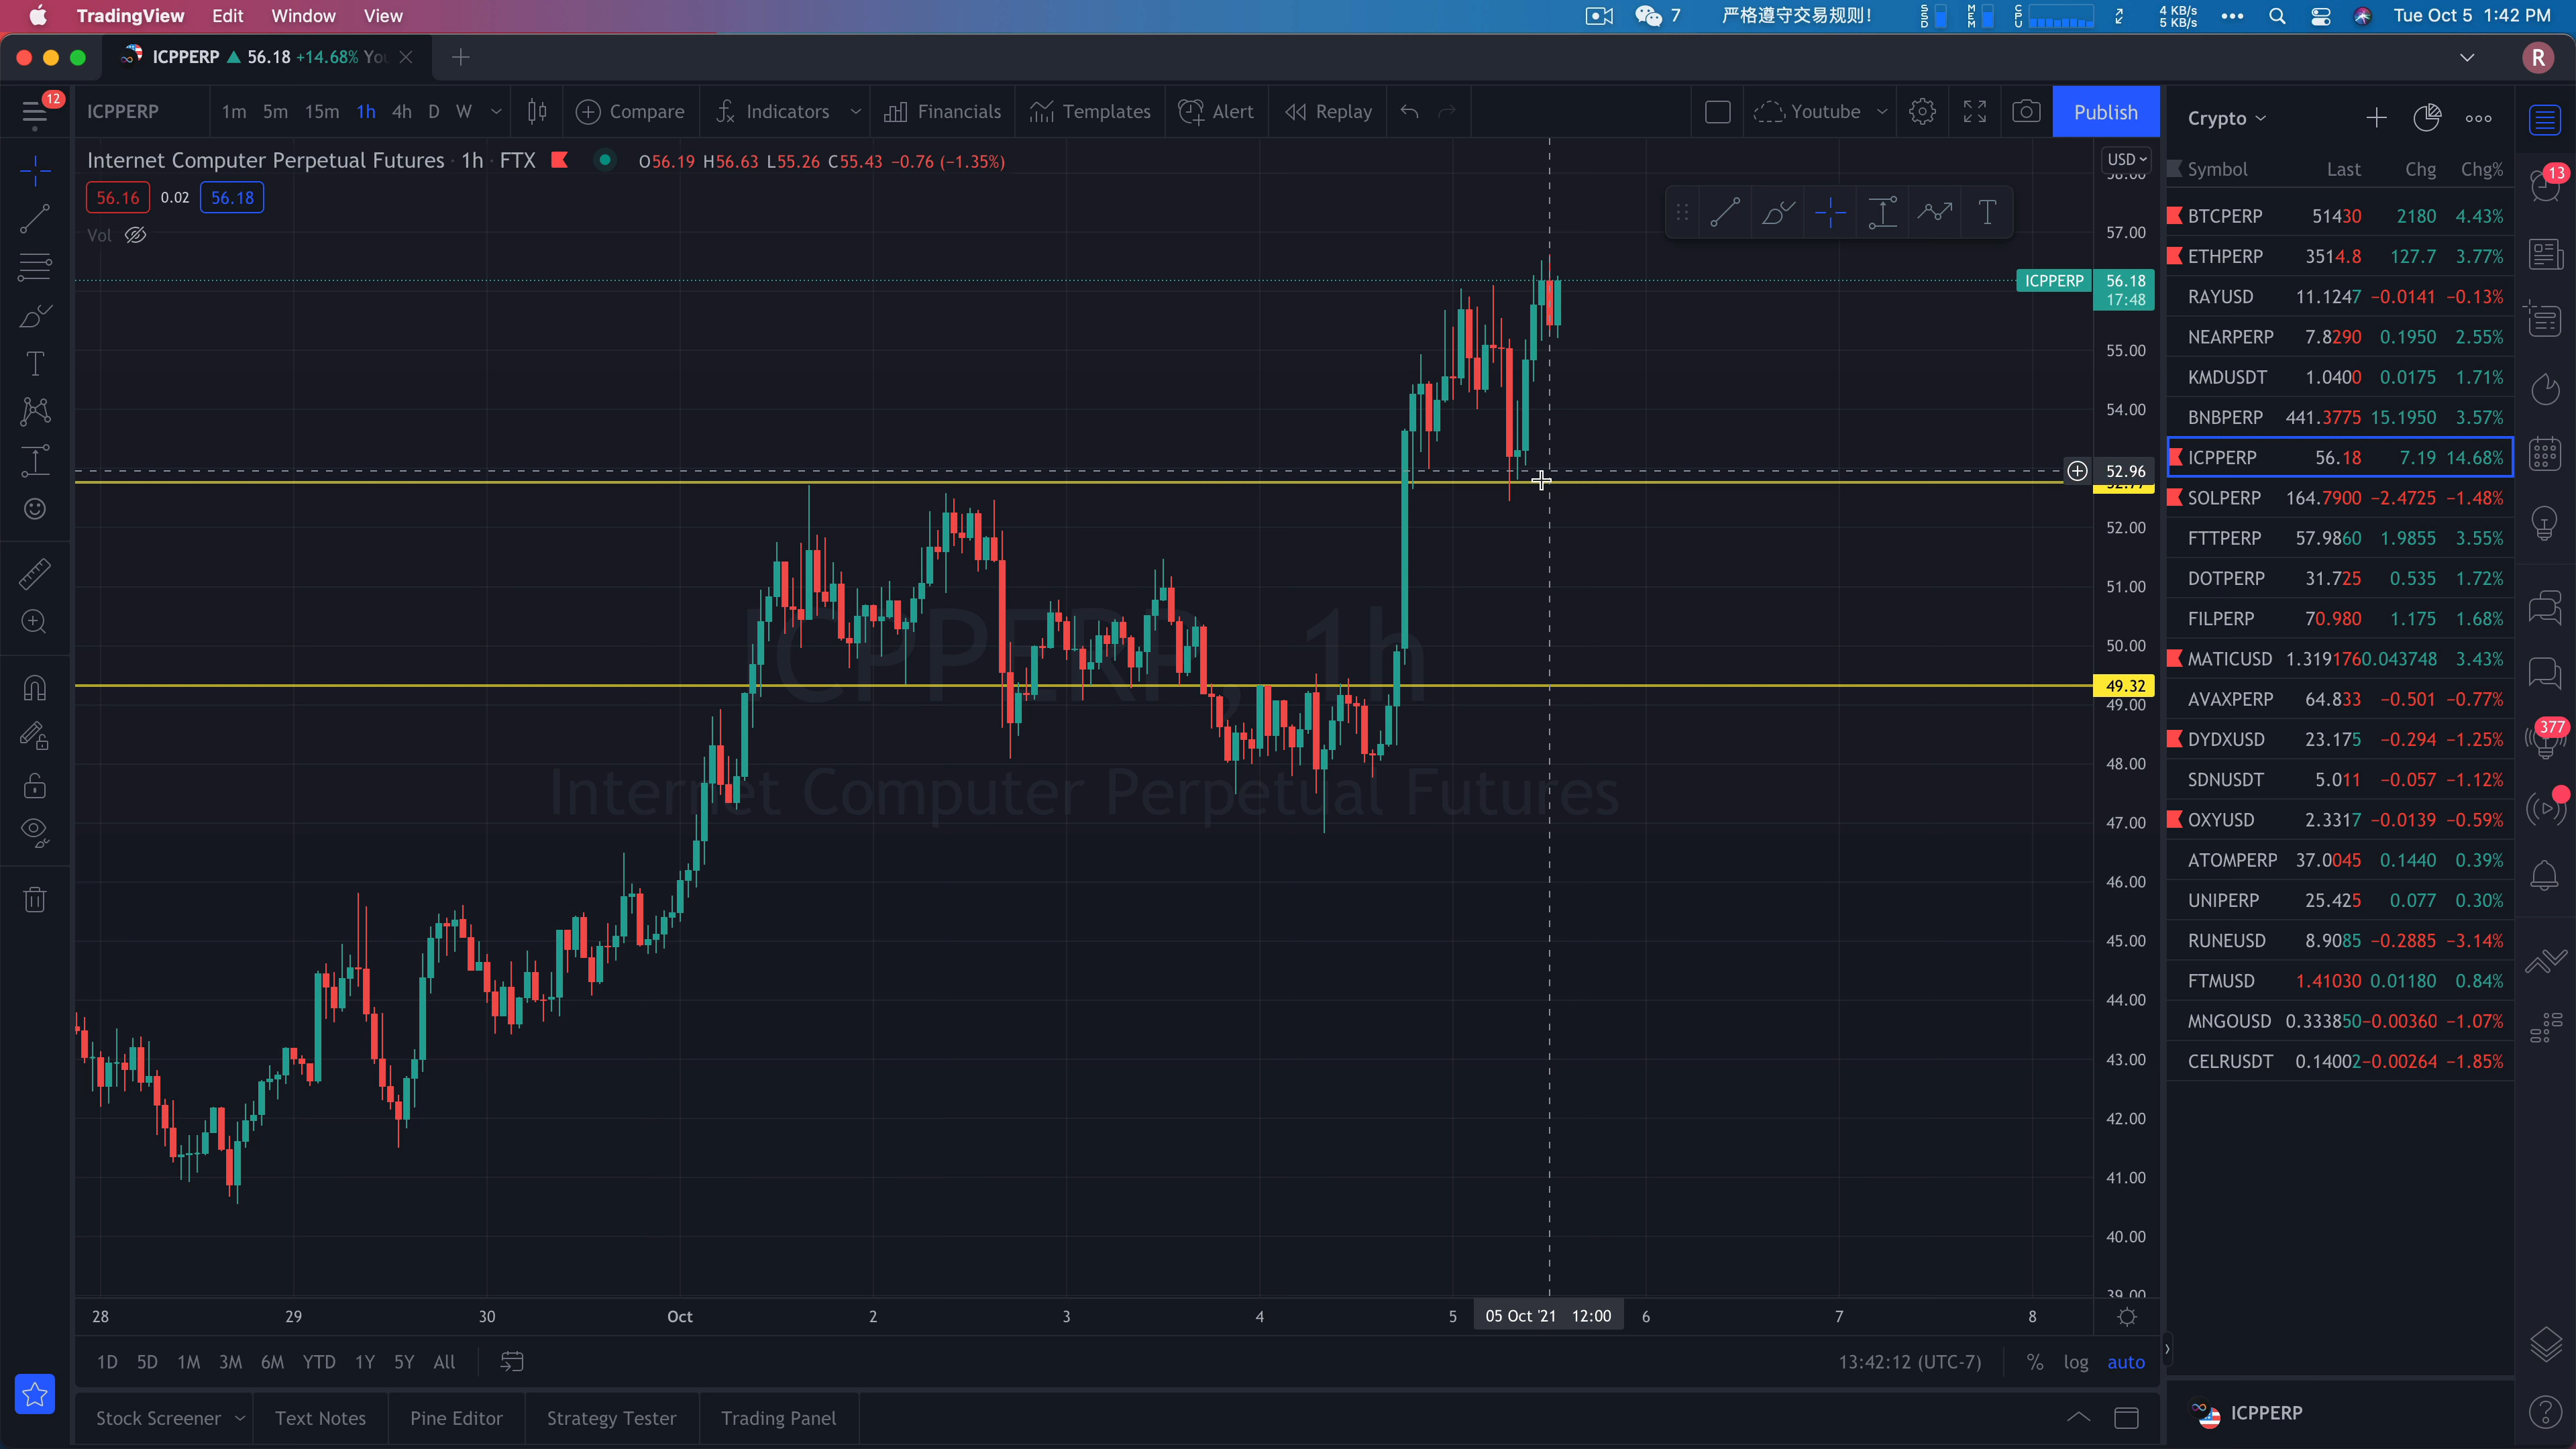 TradingView Edit Window View 7 严格遵守交易规则! SSD MEM CPU 4 KB/s 5 KB/s Tue Oct 5 1:42 PM
ICPPERP 56.18 +14.68% R
12 ICPPERP 1m 5m 15m 1h 4h D W Compare Indicators Financials Templates Alert Replay Youtube Publish
Internet Computer Perpetual Futures · 1h · FTX O56.19 H56.63 L55.26 C55.43 −0.76 (−1.35%)
56.16 0.02 56.18
Vol
USD
57.00
ICPPERP 56.18
17:48
55.00
54.00
52.96
52.00
51.00
50.00
49.32
49.00
48.00
47.00
46.00
45.00
44.00
43.00
42.00
41.00
40.00
ICPPERP, 1h
Internet Computer Perpetual Futures
28 29 30 Oct 2 3 4 5 05 Oct '21 12:00 6 7 8
1D 5D 1M 3M 6M YTD 1Y 5Y All 13:42:12 (UTC-7) % log auto
Stock Screener Text Notes Pine Editor Strategy Tester Trading Panel
Crypto
Symbol Last Chg Chg%
BTCPERP 51430 2180 4.43%
ETHPERP 3514.8 127.7 3.77%
RAYUSD 11.1247 −0.0141 −0.13%
NEARPERP 7.8290 0.1950 2.55%
KMDUSDT 1.0400 0.0175 1.71%
BNBPERP 441.3775 15.1950 3.57%
ICPPERP 56.18 7.19 14.68%
SOLPERP 164.7900 −2.4725 −1.48%
FTTPERP 57.9860 1.9855 3.55%
DOTPERP 31.725 0.535 1.72%
FILPERP 70.980 1.175 1.68%
MATICUSD 1.3191760.043748 3.43%
AVAXPERP 64.833 −0.501 −0.77%
DYDXUSD 23.175 −0.294 −1.25%
SDNUSDT 5.011 −0.057 −1.12%
OXYUSD 2.3317 −0.0139 −0.59%
ATOMPERP 37.0045 0.1440 0.39%
UNIPERP 25.425 0.077 0.30%
RUNEUSD 8.9085 −0.2885 −3.14%
FTMUSD 1.41030 0.01180 0.84%
MNGOUSD 0.333850−0.00360 −1.07%
CELRUSDT 0.14002−0.00264 −1.85%
ICPPERP
13
377